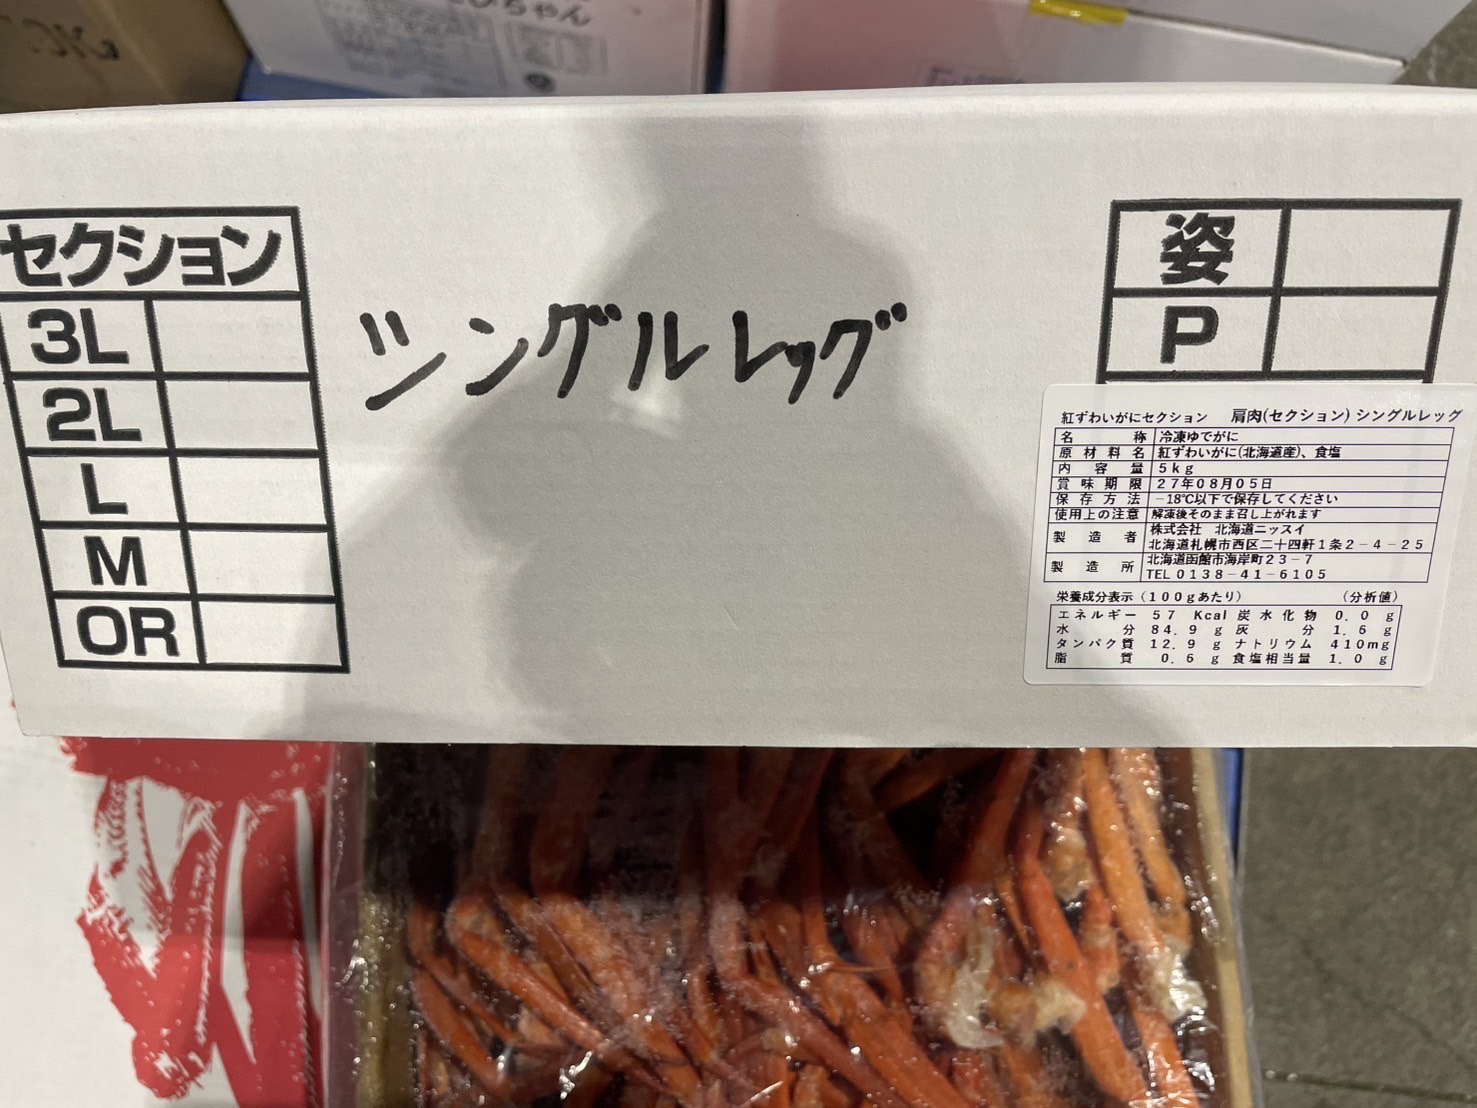 ぴちゃん
セクション
3L
2L
L
M
OR
シングルレッグ
姿
P
紅ずわいがにセクション 肩肉(セクション) シングルレッグ
名 称 冷凍ゆでがに
原 材 料 名 紅ずわいがに(北海道産)、食塩
内 容 量 5kg
賞 味 期 限 27年08月05日
保 存 方 法 -18℃以下で保存してください
使用上の注意 解凍後そのまま召し上がれます
製 造 者 株式会社 北海道ニッスイ
北海道札幌市西区二十四軒1条2-4-25
製 造 所 北海道函館市海岸町23-7
TEL 0138-41-6105
栄養成分表示(100gあたり) (分析値)
エネルギー 57 Kcal 炭水化物 0.0 g
水 分 84.9 g 灰 分 1.6 g
タンパク質 12.9 g ナトリウム 410mg
脂 質 0.6 g 食塩相当量 1.0 g